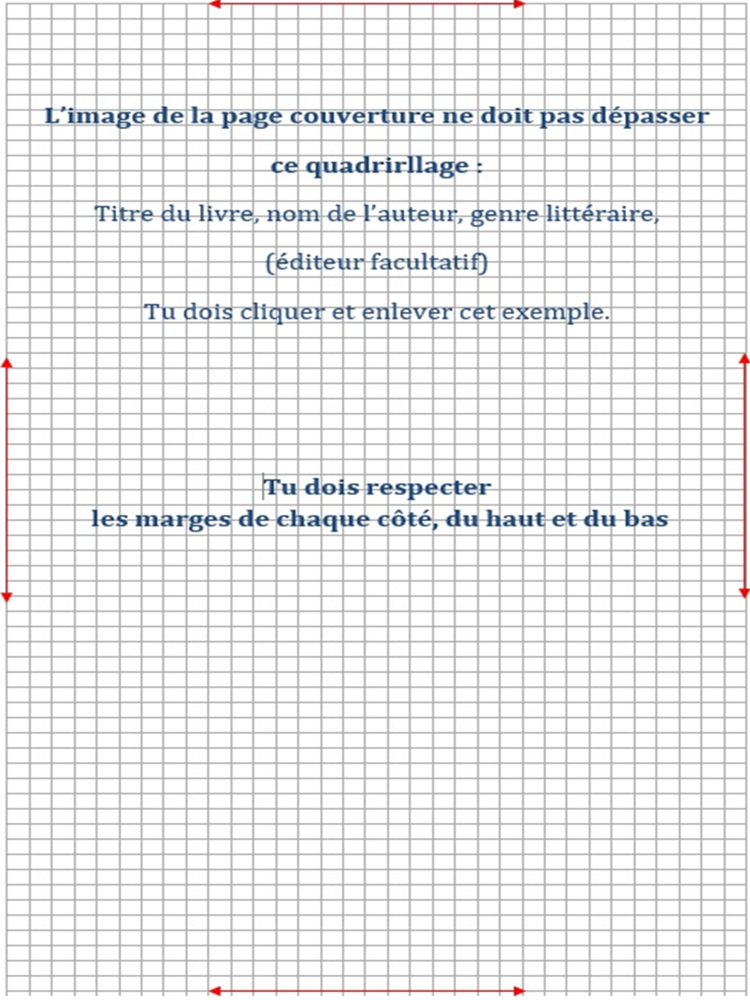 L’image de la page couverture ne doit pas dépasser
ce quadrirllage :
Titre du livre, nom de l’auteur, genre littéraire,
(éditeur facultatif)
Tu dois cliquer et enlever cet exemple.
Tu dois respecter
les marges de chaque côté, du haut et du bas